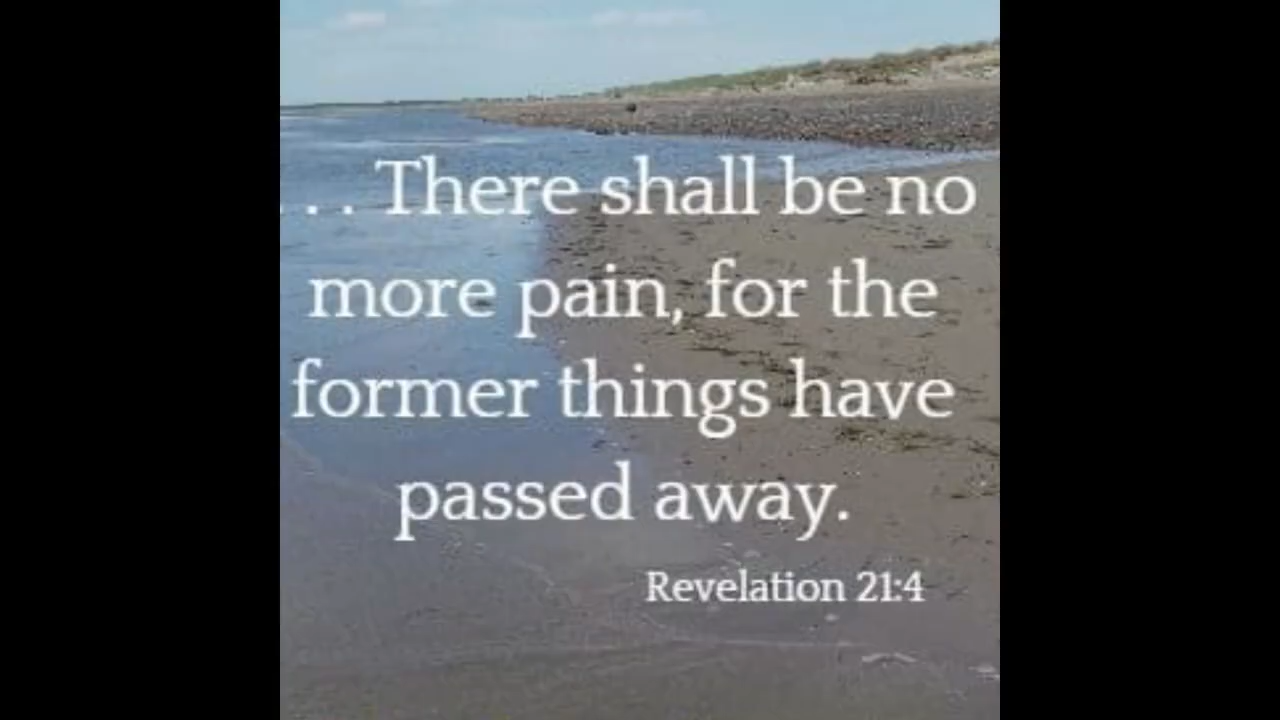 . . . There shall be no
more pain, for the
former things have
passed away.
Revelation 21:4